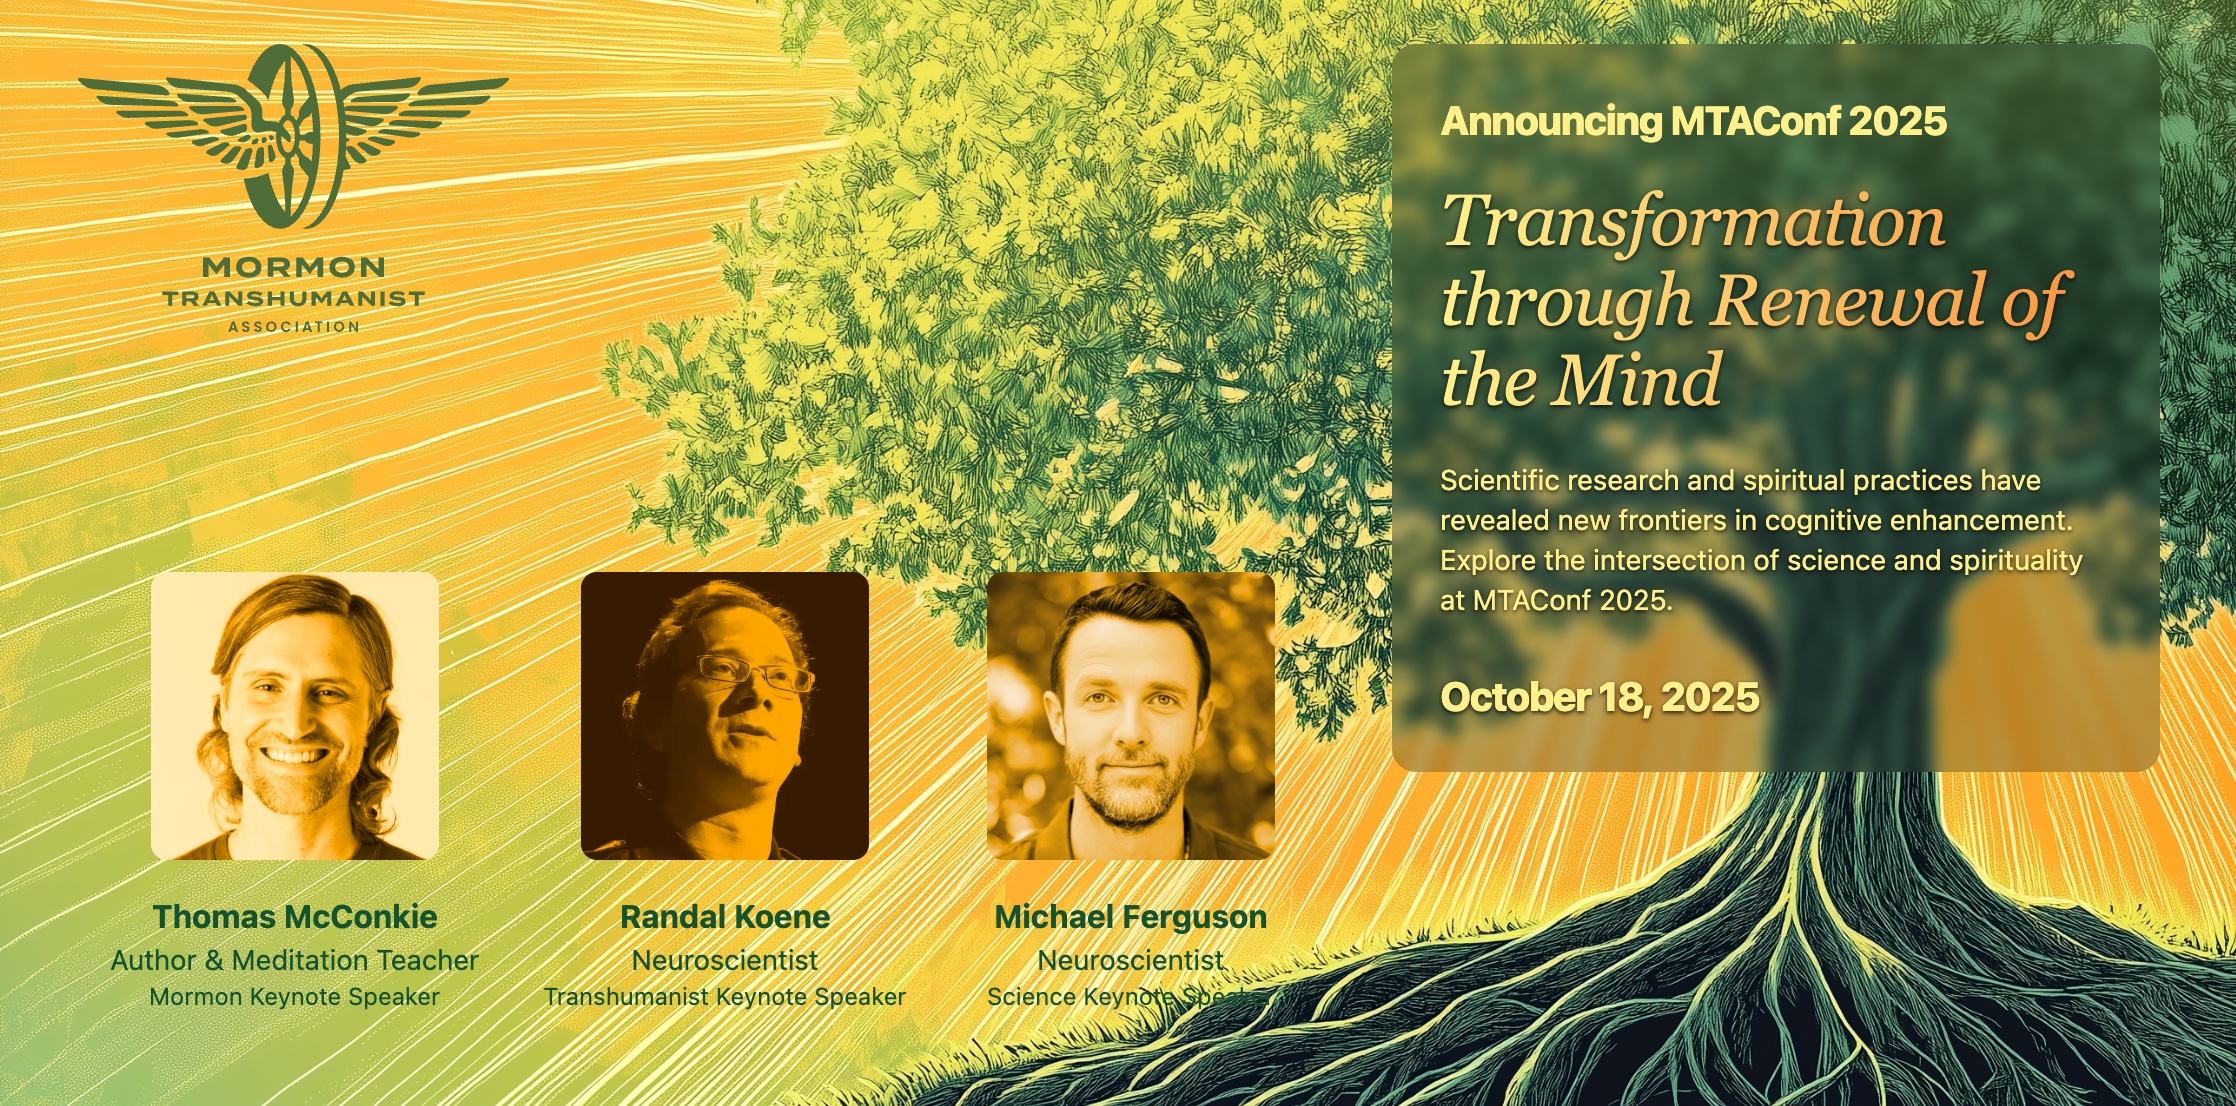 MORMON
TRANSHUMANIST
ASSOCIATION
Announcing MTAConf 2025
Transformation
through Renewal of
the Mind
Scientific research and spiritual practices have
revealed new frontiers in cognitive enhancement.
Explore the intersection of science and spirituality
at MTAConf 2025.
October 18, 2025
Thomas McConkie
Author & Meditation Teacher
Mormon Keynote Speaker
Randal Koene
Neuroscientist
Transhumanist Keynote Speaker
Michael Ferguson
Neuroscientist
Science Keynote Speaker